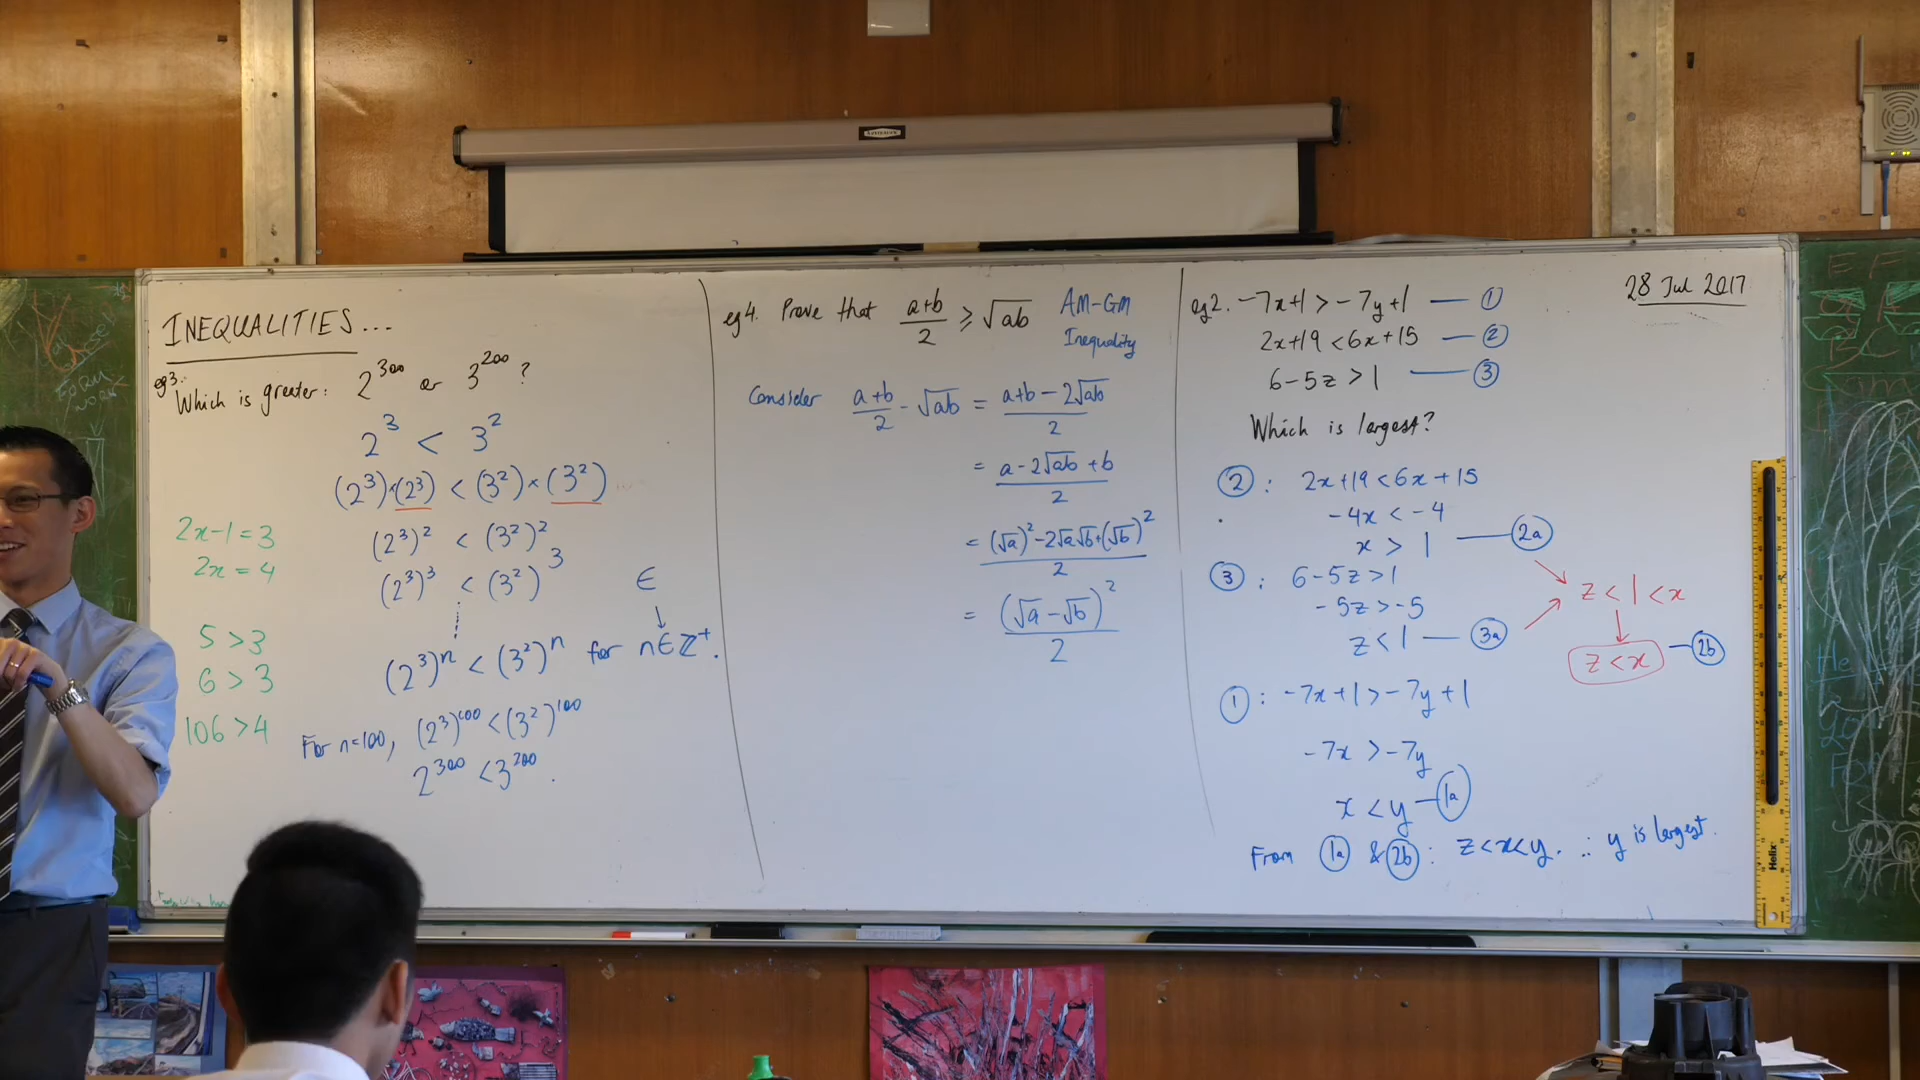 INEQUALITIES...
eg3.
Which is greater: 2^300 or 3^200 ?
2^3 < 3^2
(2^3)×(2^3) < (3^2)×(3^2)
(2^3)^2 < (3^2)^2
(2^3)^3 < (3^2)^3
∈
↓
(2^3)^n < (3^2)^n for n∈ℤ^+.
For n=100, (2^3)^100 < (3^2)^100
2^300 < 3^200.
2x-1=3
2x=4
5>3
6>3
106>4
eg4. Prove that (a+b)/2 ≥ √ab AM-GM
Inequality
Consider (a+b)/2 - √ab = (a+b-2√ab)/2
= (a-2√ab+b)/2
= ((√a)^2-2√a√b+(√b)^2)/2
= (√a-√b)^2/2
28 Jul 2017
eg2. -7x+1>-7y+1 — ①
2x+19<6x+15 — ②
6-5z>1 — ③
Which is largest?
②: 2x+19<6x+15
-4x<-4
x>1 — 2a
③: 6-5z>1
-5z>-5
z<1 — 3a
z<1<x
↓
z<x — 2b
①: -7x+1>-7y+1
-7x>-7y
x<y — 1a
From 1a & 2b: z<x<y. ∴ y is largest.
Helix